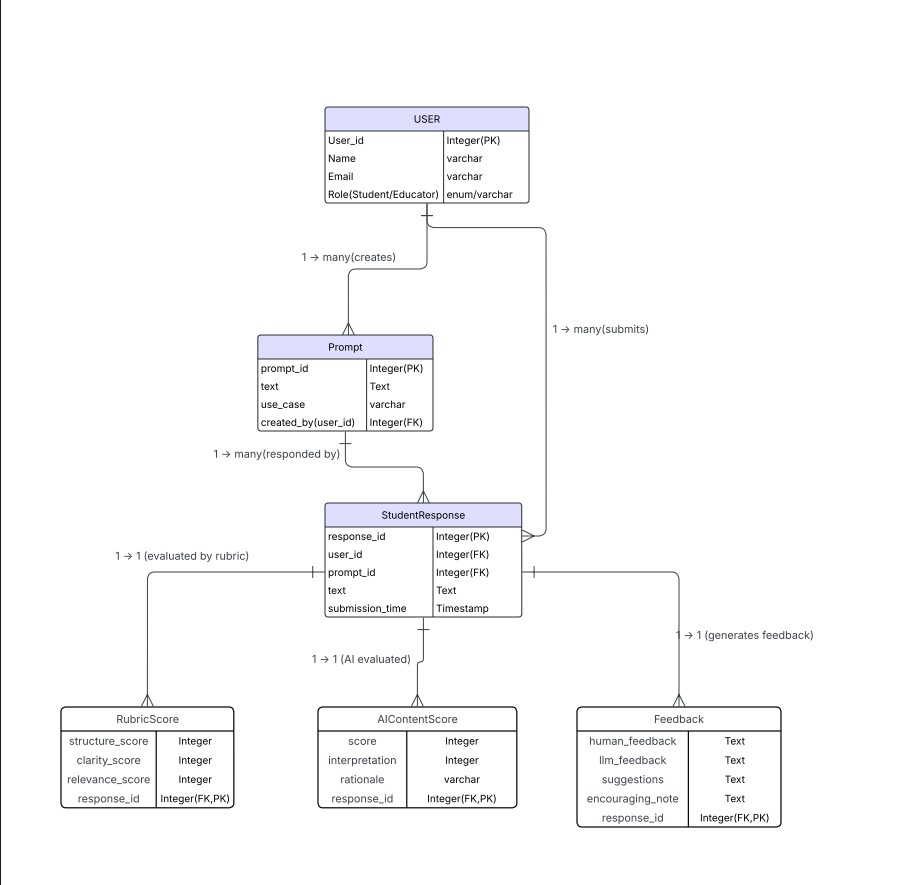 USER
User_id Integer(PK)
Name varchar
Email varchar
Role(Student/Educator) enum/varchar
1 → many(creates)
1 → many(submits)
Prompt
prompt_id Integer(PK)
text Text
use_case varchar
created_by(user_id) Integer(FK)
1 → many(responded by)
StudentResponse
response_id Integer(PK)
user_id Integer(FK)
prompt_id Integer(FK)
text Text
submission_time Timestamp
1 → 1 (evaluated by rubric)
1 → 1 (AI evaluated)
1 → 1 (generates feedback)
RubricScore
structure_score Integer
clarity_score Integer
relevance_score Integer
response_id Integer(FK,PK)
AIContentScore
score Integer
interpretation Integer
rationale varchar
response_id Integer(FK,PK)
Feedback
human_feedback Text
llm_feedback Text
suggestions Text
encouraging_note Text
response_id Integer(FK,PK)